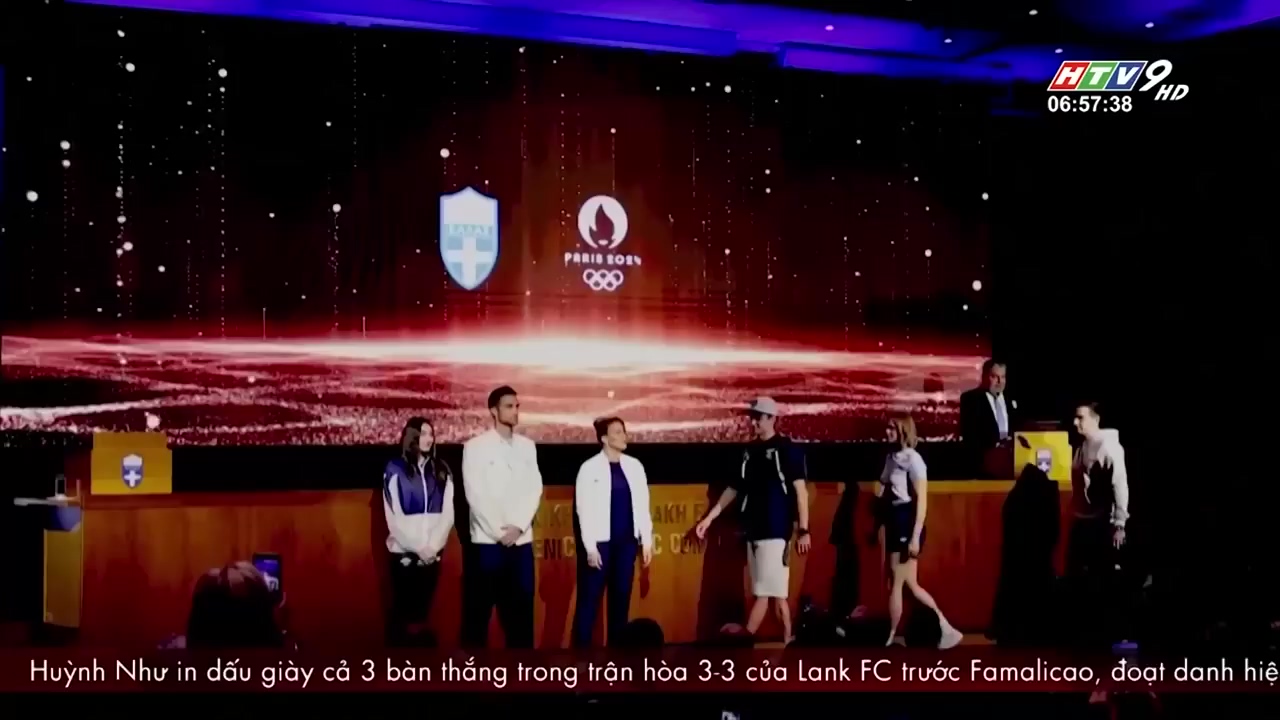 HTV9 HD
06:57:38
ΕΛΛΑΣ
PARIS 2024
Huỳnh Như in dấu giày cả 3 bàn thắng trong trận hòa 3-3 của Lank FC trước Famalicao, đoạt danh hiệ